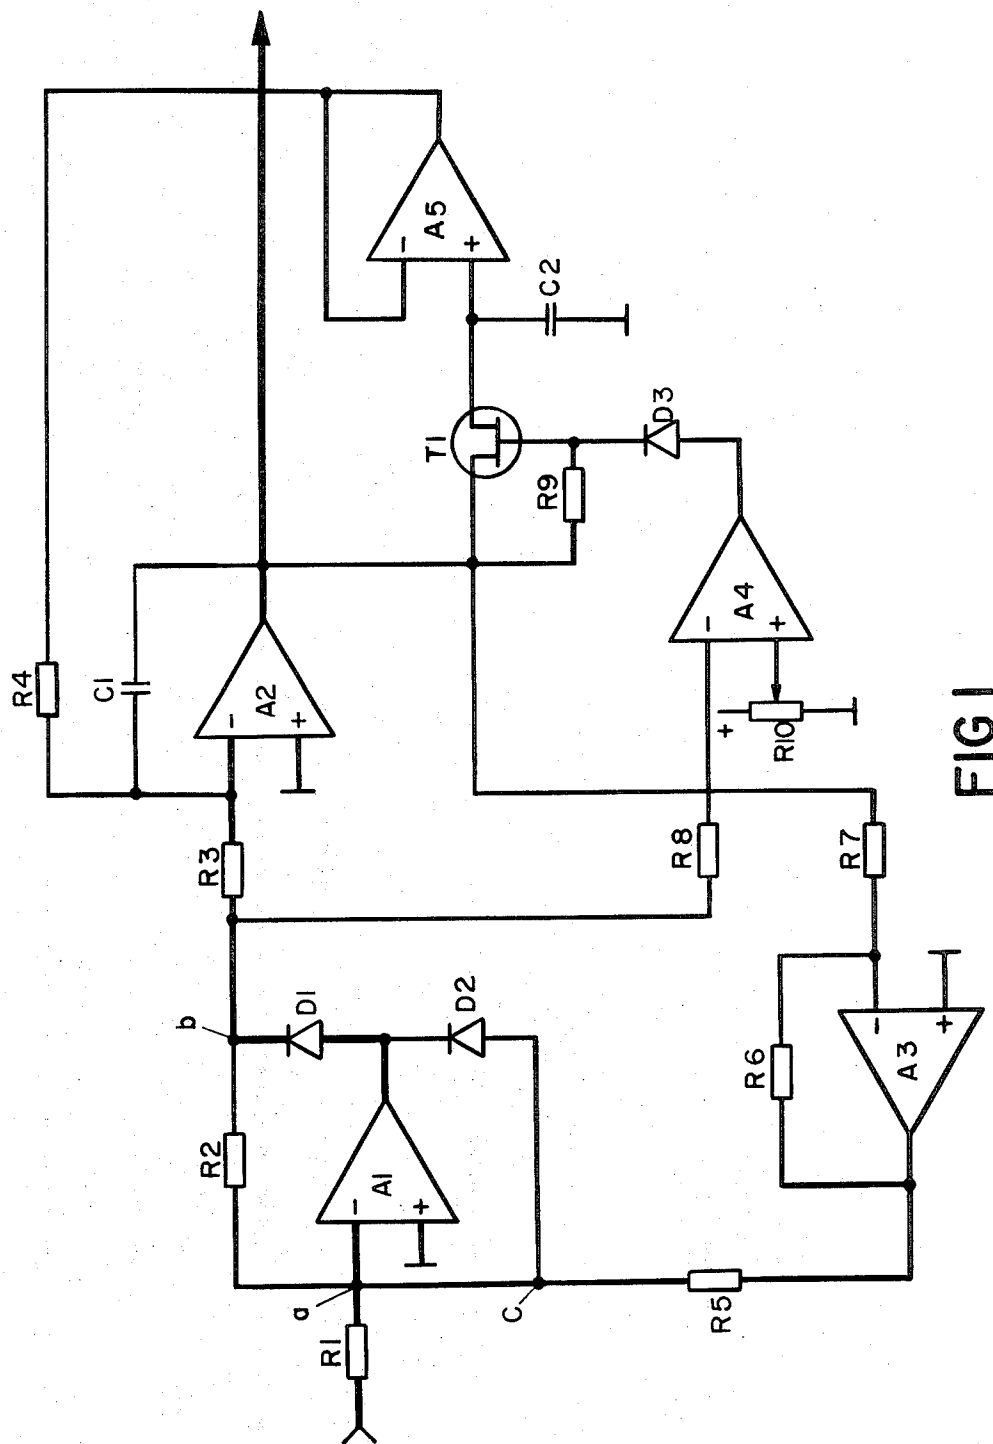 R4
C1
R3
A2
-
+
b
R2
D1
D2
a
R1
A1
-
+
C
R5
T1
A5
-
+
C2
R9
D3
R8
A4
-
+
+
R10
R7
R6
A3
-
+
FIG 1